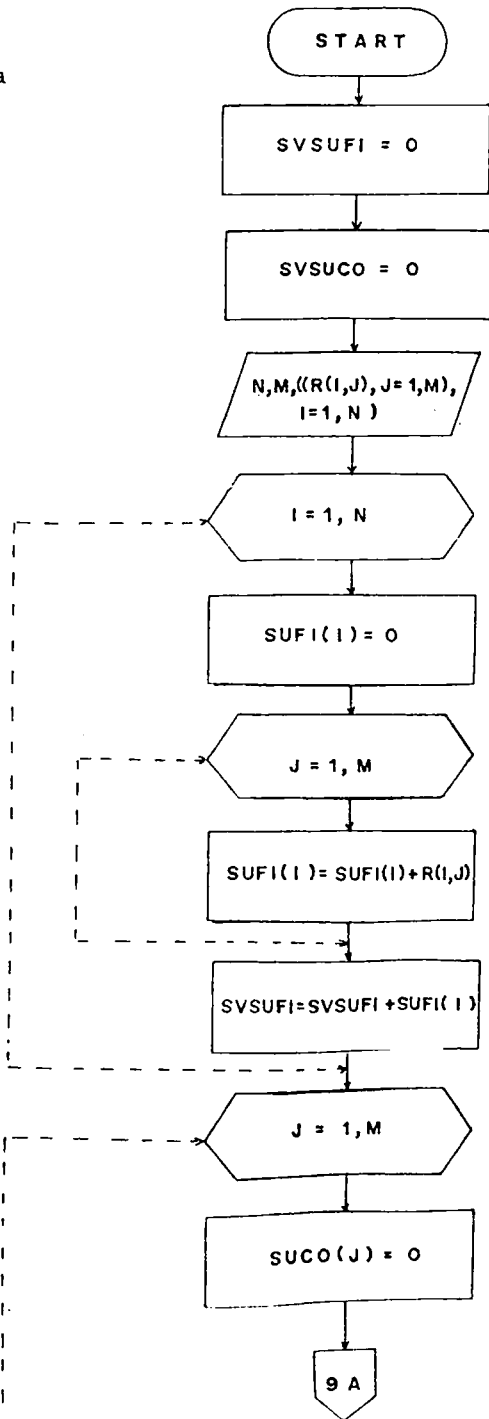 START
a
SVSUFI = 0
SVSUCO = 0
N,M,((R(I,J),J=1,M),
I=1,N)
I = 1, N
SUFI(I) = 0
J = 1, M
SUFI(I) = SUFI(I)+R(I,J)
SVSUFI=SVSUFI+SUFI(I)
J = 1,M
SUCO(J) = 0
9 A